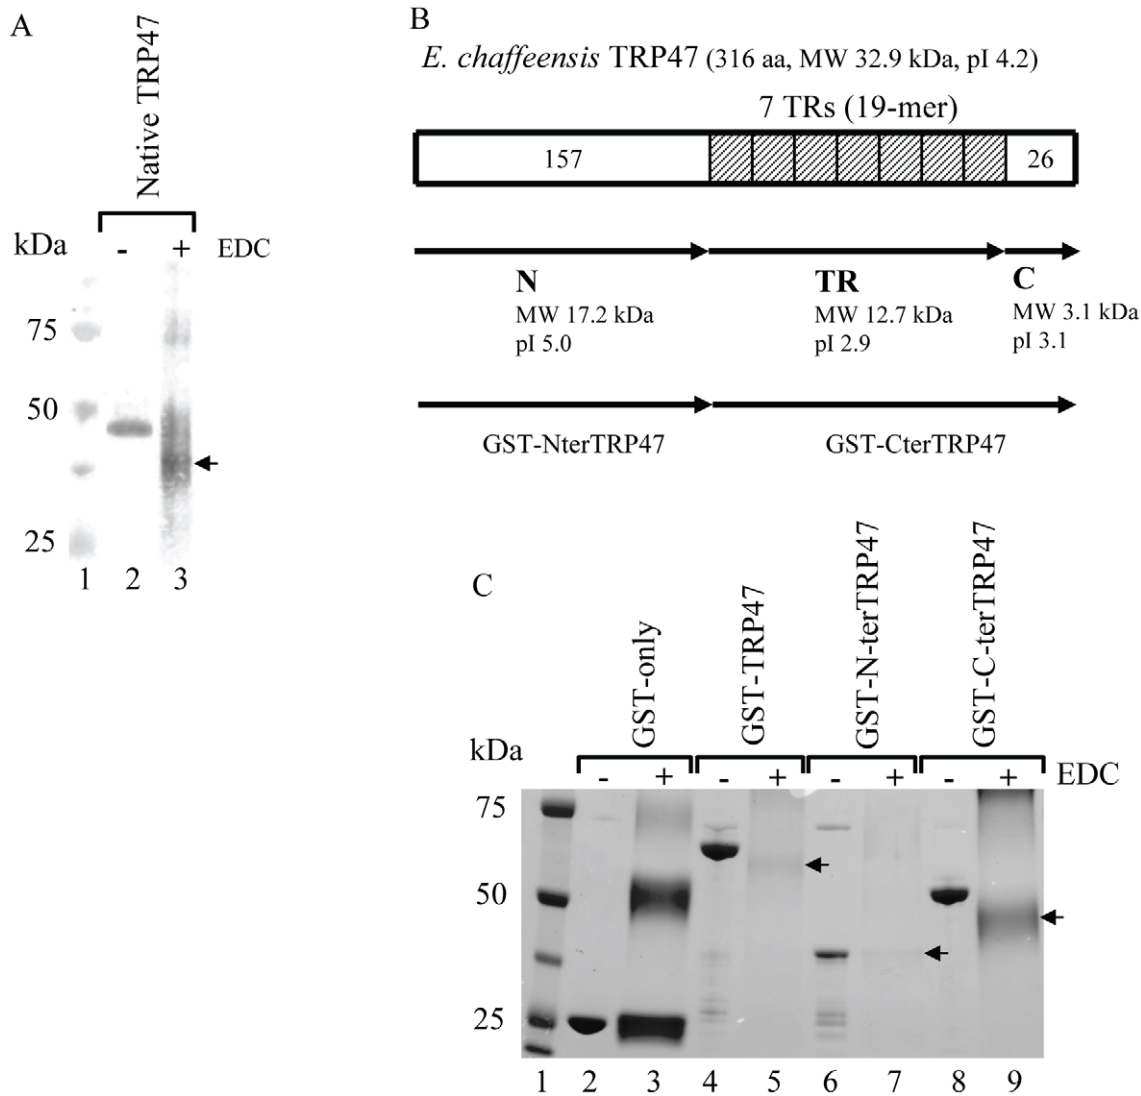 A
Native TRP47
kDa
- + EDC
75
50
25
1 2 3
B
E. chaffeensis TRP47 (316 aa, MW 32.9 kDa, pI 4.2)
7 TRs (19-mer)
157 26
N TR C
MW 17.2 kDa MW 12.7 kDa MW 3.1 kDa
pI 5.0 pI 2.9 pI 3.1
GST-NterTRP47 GST-CterTRP47
C
GST-only
GST-TRP47
GST-N-terTRP47
GST-C-terTRP47
kDa
- + - + - + - + EDC
75
50
25
1 2 3 4 5 6 7 8 9